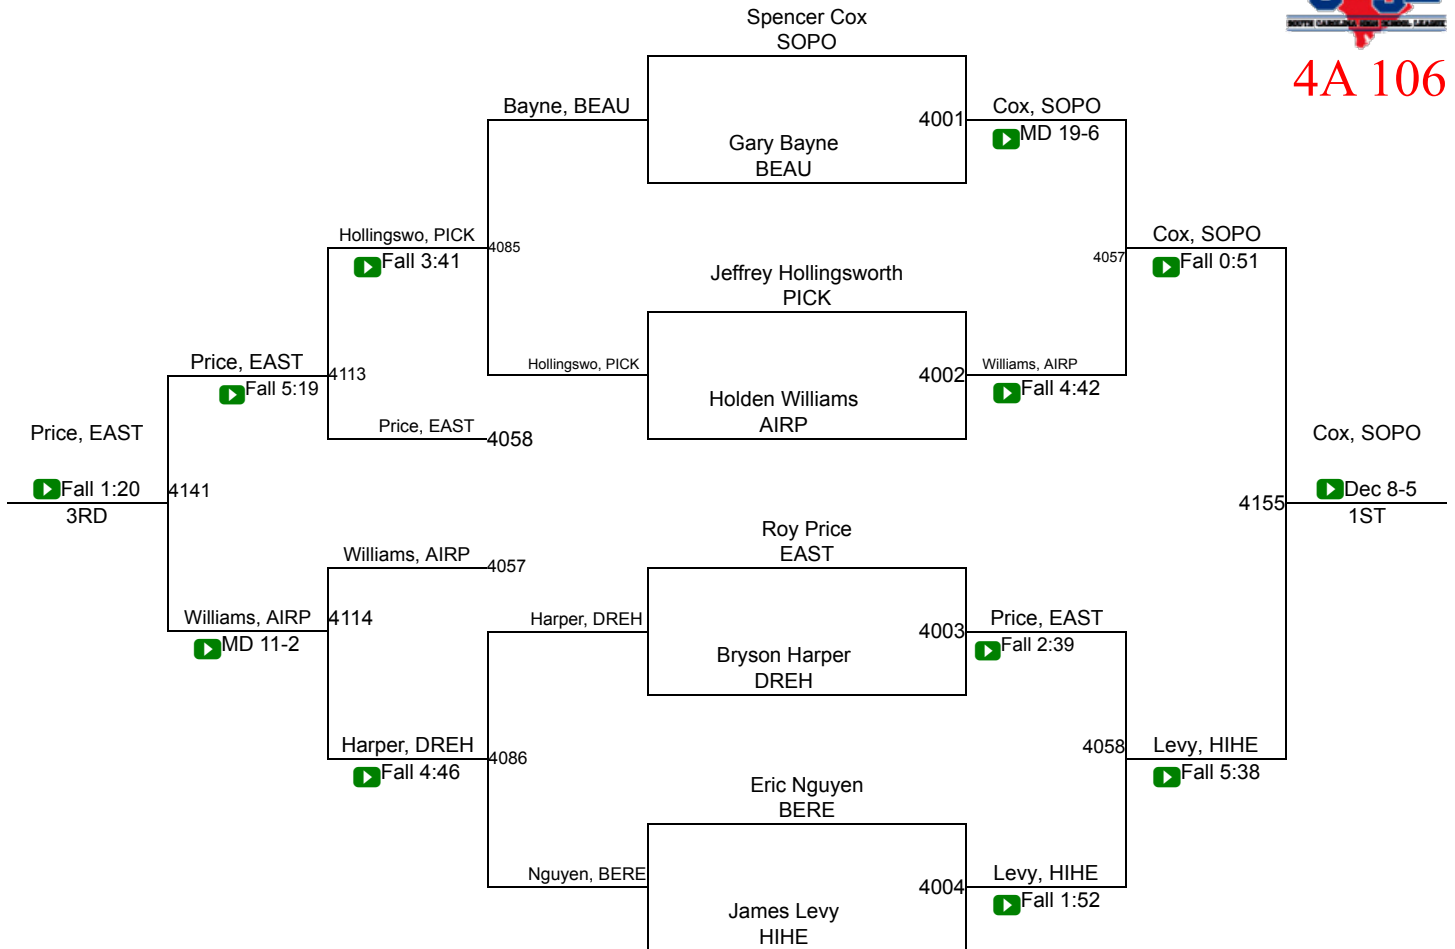 SOUTH CAROLINA HIGH SCHOOL LEAGUE
4A 106
Spencer Cox
SOPO
Bayne, BEAU
4001
Cox, SOPO
MD 19-6
Gary Bayne
BEAU
Hollingswo, PICK
4085
Fall 3:41
Cox, SOPO
4057
Fall 0:51
Jeffrey Hollingsworth
PICK
Price, EAST
4113
Fall 5:19
Hollingswo, PICK
4002
Williams, AIRP
Fall 4:42
Holden Williams
AIRP
Price, EAST
4058
Price, EAST
Cox, SOPO
Fall 1:20
4141
3RD
4155
Dec 8-5
1ST
Roy Price
EAST
Williams, AIRP
4057
Williams, AIRP
4114
MD 11-2
Harper, DREH
4003
Price, EAST
Fall 2:39
Bryson Harper
DREH
Harper, DREH
4086
Fall 4:46
4058
Levy, HIHE
Fall 5:38
Eric Nguyen
BERE
Nguyen, BERE
4004
Levy, HIHE
Fall 1:52
James Levy
HIHE